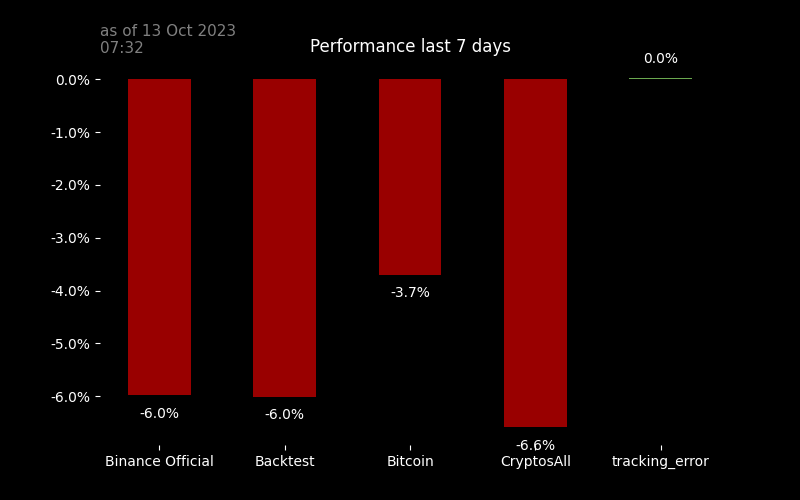 as of 13 Oct 2023
07:32
Performance last 7 days
0.0%
0.0%
-1.0%
-2.0%
-3.0%
-4.0%
-5.0%
-6.0%
-6.0%
-6.0%
-3.7%
-6.6%
Binance Official
Backtest
Bitcoin
CryptosAll
tracking_error